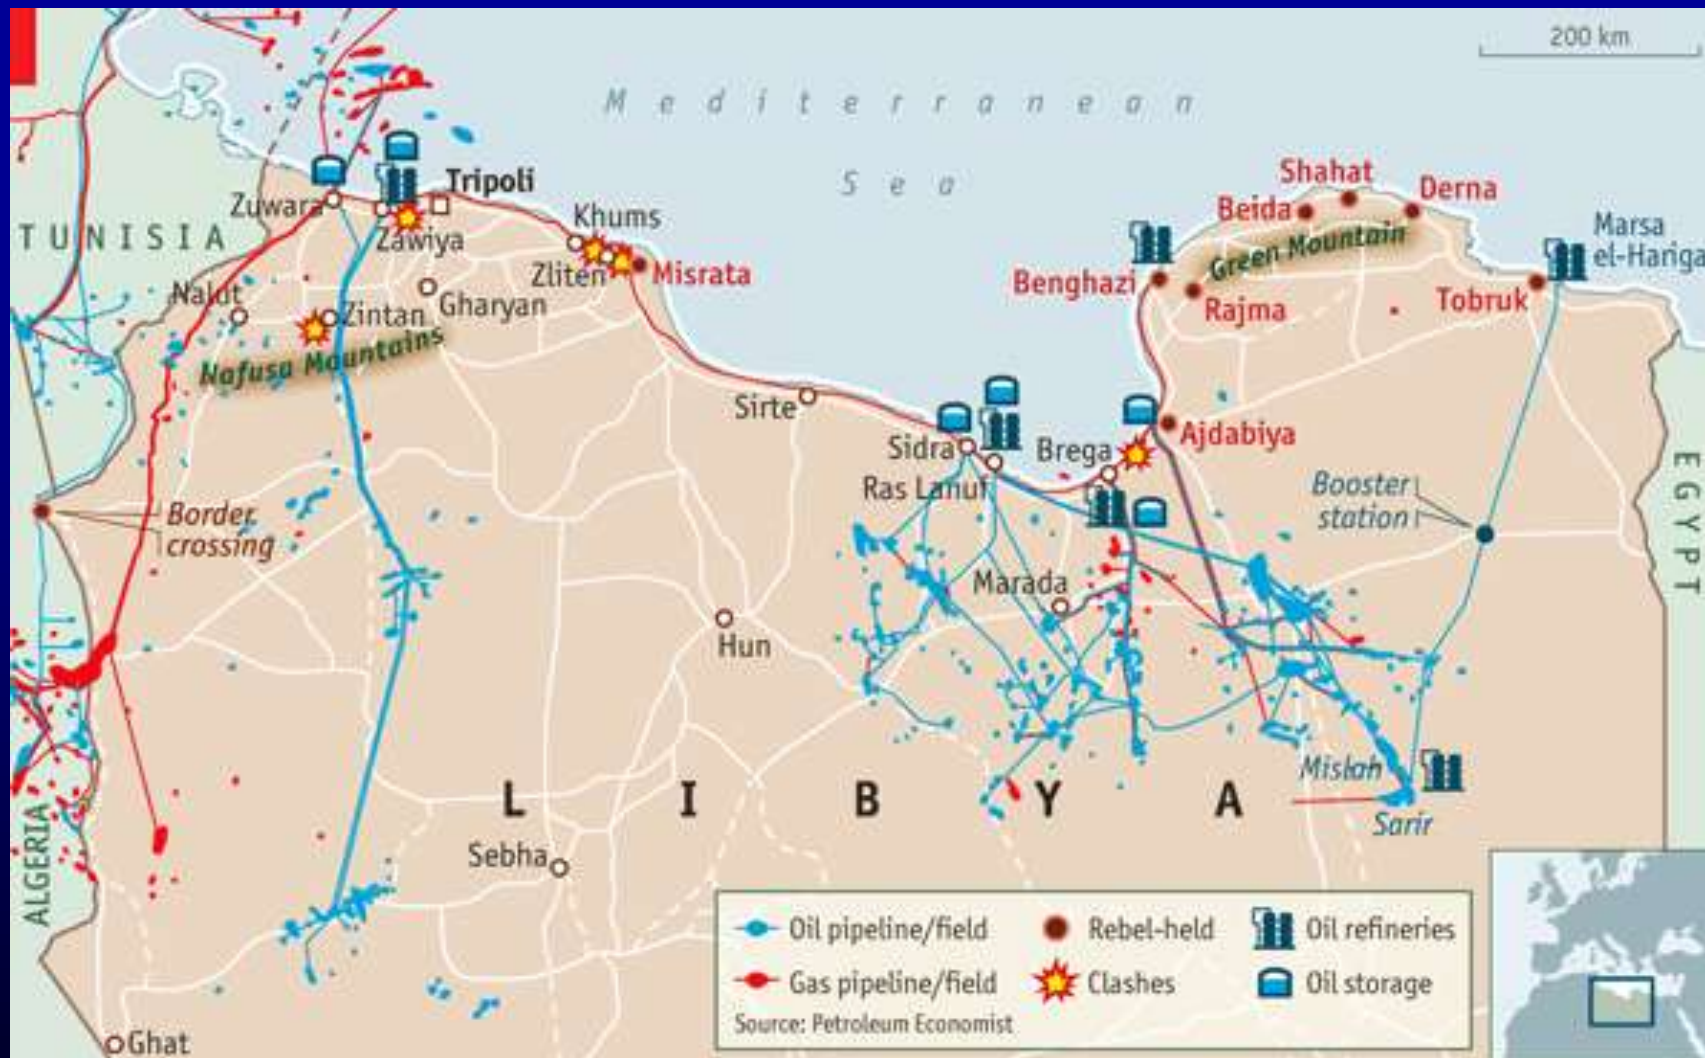 200 km
Mediterranean
Sea
TUNISIA
Zuwara
Tripoli
Zawiya
Khums
Zliten
Misrata
Nalut
Zintan
Gharyan
Nafusa Mountains
Shahat
Beida
Derna
Green Mountain
Benghazi
Rajma
Tobruk
Marsa
el-Hariga
Sirte
Sidra
Ras Lanuf
Brega
Ajdabiya
Border
crossing
Booster
station
EGYPT
Marada
Hun
LIBYA
Mislah
Sarir
ALGERIA
Sebha
Ghat
Oil pipeline/field
Rebel-held
Oil refineries
Gas pipeline/field
Clashes
Oil storage
Source: Petroleum Economist